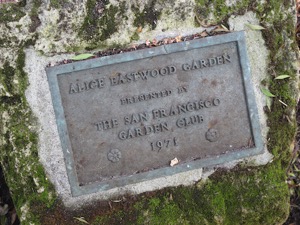 ALICE EASTWOOD GARDEN
PRESENTED BY
THE SAN FRANCISCO
GARDEN CLUB
1971